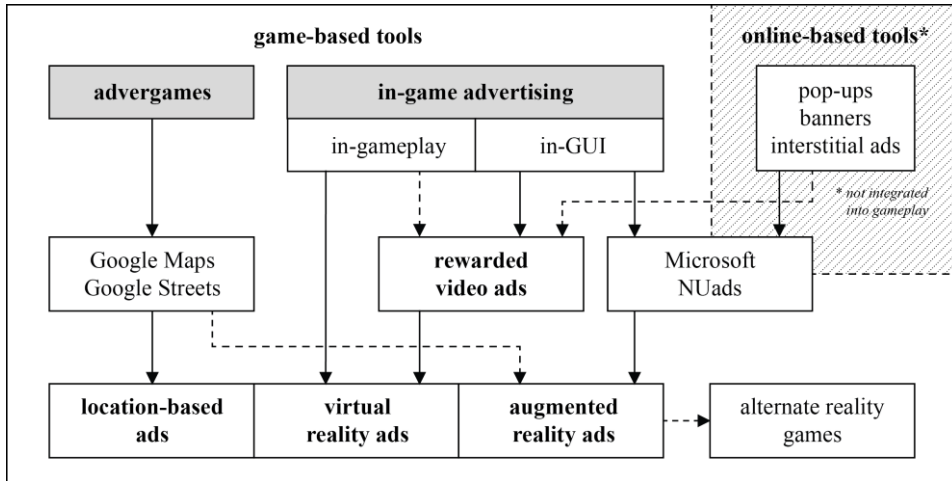 game-based tools
online-based tools*
advergames
in-game advertising
pop-ups
banners
interstitial ads
in-gameplay
in-GUI
* not integrated
into gameplay
Google Maps
Google Streets
rewarded
video ads
Microsoft
NUads
location-based
ads
virtual
reality ads
augmented
reality ads
alternate reality
games